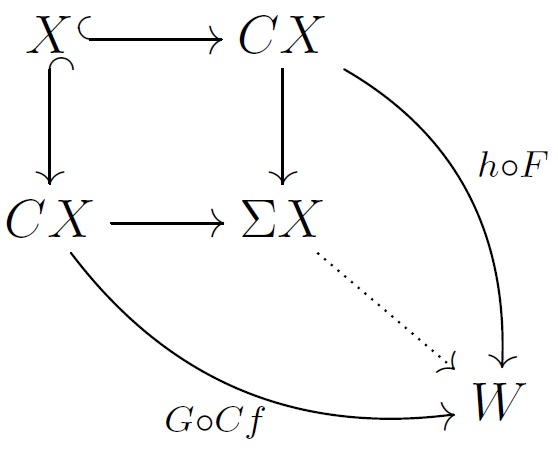 X CX
h∘F
CX ΣX
W
G∘Cf